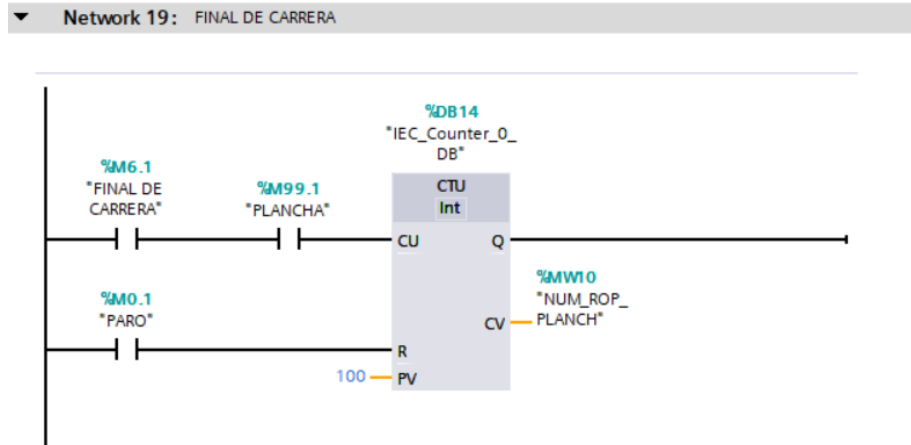 Network 19: FINAL DE CARRERA
%DB14
"IEC_Counter_0_
DB"
%M6.1
"FINAL DE
CARRERA"
%M99.1
"PLANCHA"
CTU
Int
CU
Q
%MW10
"NUM_ROP_
PLANCH"
CV
%M0.1
"PARO"
R
100
PV